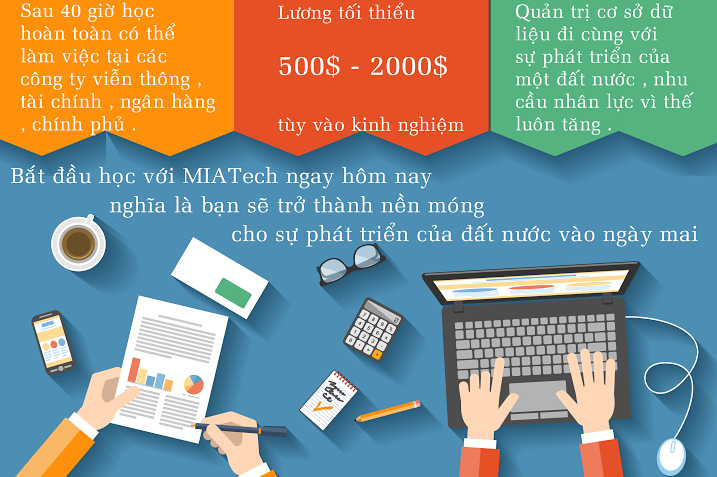 Sau 40 giờ học
hoàn toàn có thể
làm việc tại các
công ty viễn thông ,
tài chính , ngân hàng
, chính phủ .
Lương tối thiểu
500$ - 2000$
tùy vào kinh nghiệm
Quản trị cơ sở dữ
liệu đi cùng với
sự phát triển của
một đất nước , nhu
cầu nhân lực vì thế
luôn tăng .
Bắt đầu học với MIATech ngay hôm nay
nghĩa là bạn sẽ trở thành nền móng
cho sự phát triển của đất nước vào ngày mai